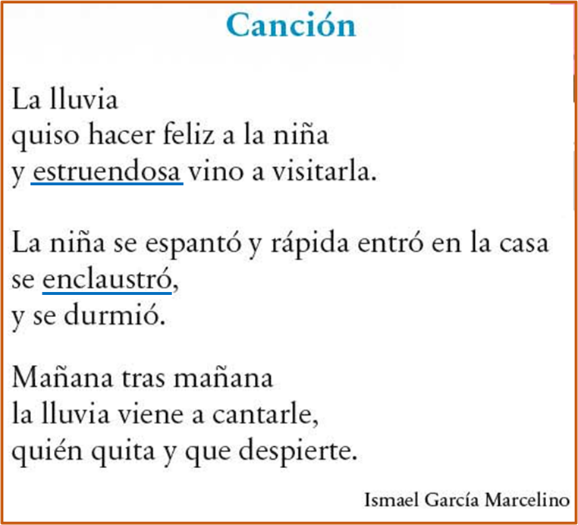 Canción
La lluvia
quiso hacer feliz a la niña
y estruendosa vino a visitarla.
La niña se espantó y rápida entró en la casa
se enclaustró,
y se durmió.
Mañana tras mañana
la lluvia viene a cantarle,
quién quita y que despierte.
Ismael García Marcelino